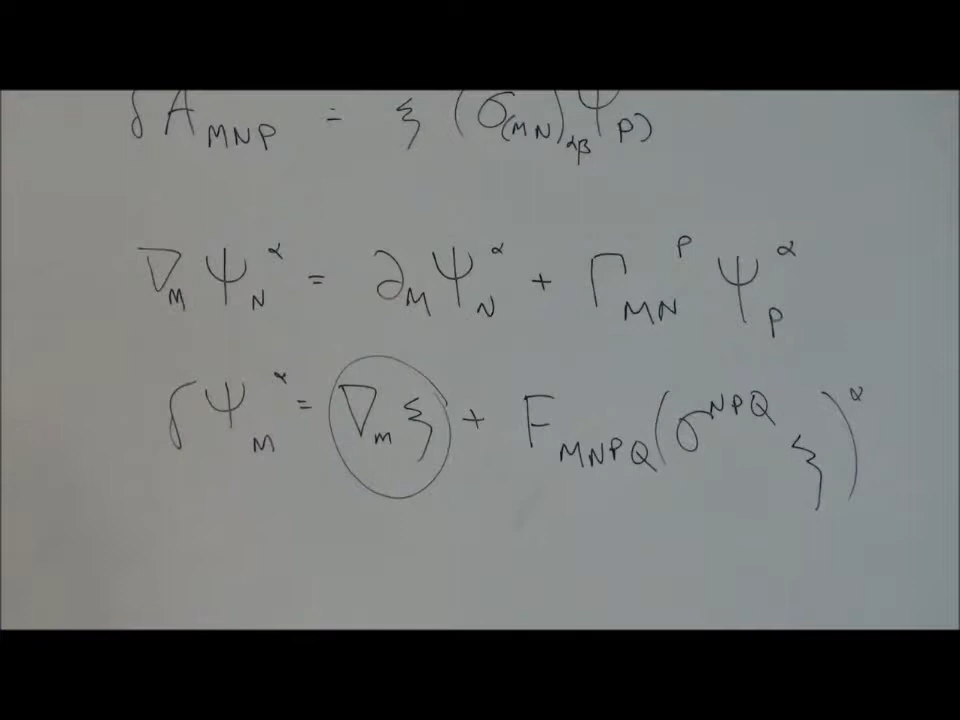 δA_{MNP} = ξ(σ_{(MN})_{αβ}ψ_{P)}
∇_M ψ_N^α = ∂_M ψ_N^α + Γ_{MN}^P ψ_P^α
δψ_M^α = ∇_m ξ + F_{MNPQ}(σ^{NPQ} ξ)^α